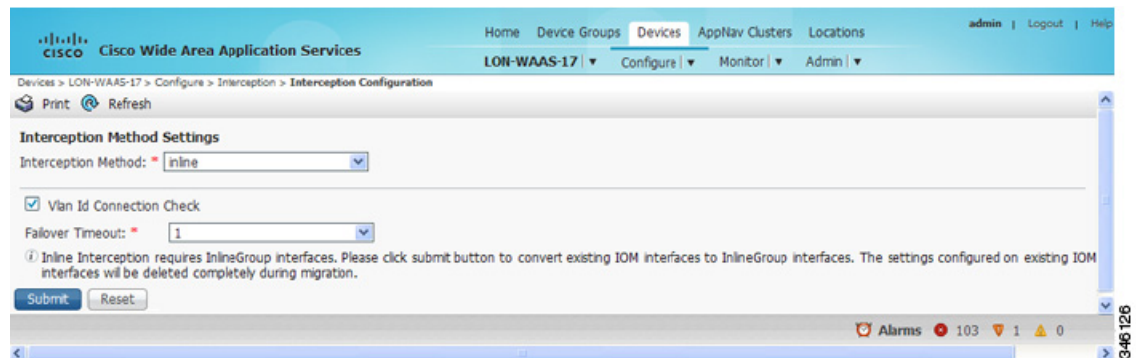 Home Device Groups Devices AppNav Clusters Locations
admin | Logout | Help
CISCO Cisco Wide Area Application Services
LON-WAAS-17 | Configure | Monitor | Admin |
Devices > LON-WAAS-17 > Configure > Interception > Interception Configuration
Print Refresh
Interception Method Settings
Interception Method: * inline
Vlan Id Connection Check
Failover Timeout: * 1
i Inline Interception requires InlineGroup interfaces. Please click submit button to convert existing IOM interfaces to InlineGroup interfaces. The settings configured on existing IOM
interfaces will be deleted completely during migration.
Submit Reset
Alarms 103 1 0
346126